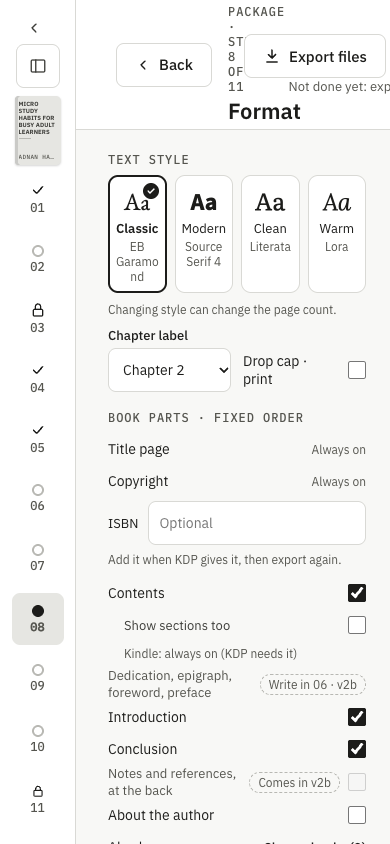 MICRO
STUDY
HABITS FOR
BUSY ADULT
LEARNERS
ADNAN HA…
01
02
03
04
05
06
07
08
09
10
11
Back
PACKAGE
·
8
OF
11
Format
Export files
Not done yet: exp
TEXT STYLE
Aa
Classic
EB
Garamo
nd
Aa
Modern
Source
Serif 4
Aa
Clean
Literata
Aa
Warm
Lora
Changing style can change the page count.
Chapter label
Chapter 2
Drop cap ·
print
BOOK PARTS · FIXED ORDER
Title page Always on
Copyright Always on
ISBN Optional
Add it when KDP gives it, then export again.
Contents
Show sections too
Kindle: always on (KDP needs it)
Dedication, epigraph,
foreword, preface
Write in 06 · v2b
Introduction
Conclusion
Notes and references,
at the back
Comes in v2b
About the author